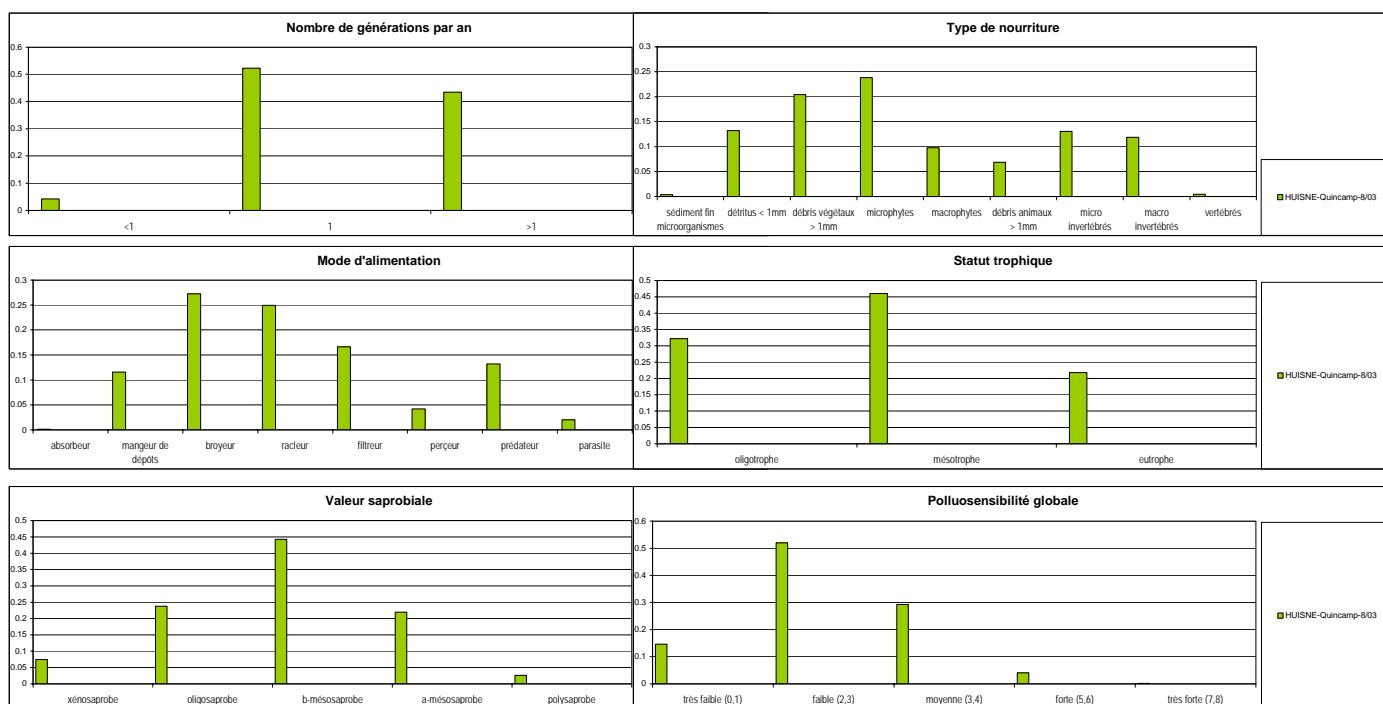 Nombre de générations par an
0.6
0.5
0.4
0.3
0.2
0.1
0
<1 1 >1
Type de nourriture
0.3
0.25
0.2
0.15
0.1
0.05
0
sédiment fin détritus < 1mm débris végétaux microphytes macrophytes débris animaux micro macro vertébrés
microorganismes > 1mm > 1mm invertébrés invertébrés
HUISNE-Quincamp-8/03
Mode d'alimentation
0.3
0.25
0.2
0.15
0.1
0.05
0
absorbeur mangeur de broyeur racleur filtreur perçeur prédateur parasite
dépôts
Statut trophique
0.5
0.45
0.4
0.35
0.3
0.25
0.2
0.15
0.1
0.05
0
oligotrophe mésotrophe eutrophe
HUISNE-Quincamp-8/03
Valeur saprobiale
0.5
0.45
0.4
0.35
0.3
0.25
0.2
0.15
0.1
0.05
0
xénosaprobe oligosaprobe b-mésosaprobe a-mésosaprobe polysaprobe
Polluosensibilité globale
0.6
0.5
0.4
0.3
0.2
0.1
0
très faible (0,1) faible (2,3) moyenne (3,4) forte (5,6) très forte (7,8)
HUISNE-Quincamp-8/03